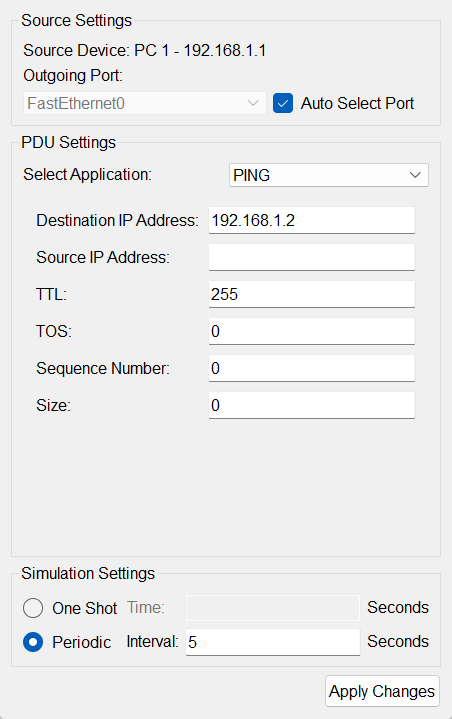 Source Settings
Source Device: PC 1 - 192.168.1.1
Outgoing Port:
FastEthernet0 Auto Select Port
PDU Settings
Select Application: PING
Destination IP Address: 192.168.1.2
Source IP Address:
TTL: 255
TOS: 0
Sequence Number: 0
Size: 0
Simulation Settings
One Shot Time: Seconds
Periodic Interval: 5 Seconds
Apply Changes